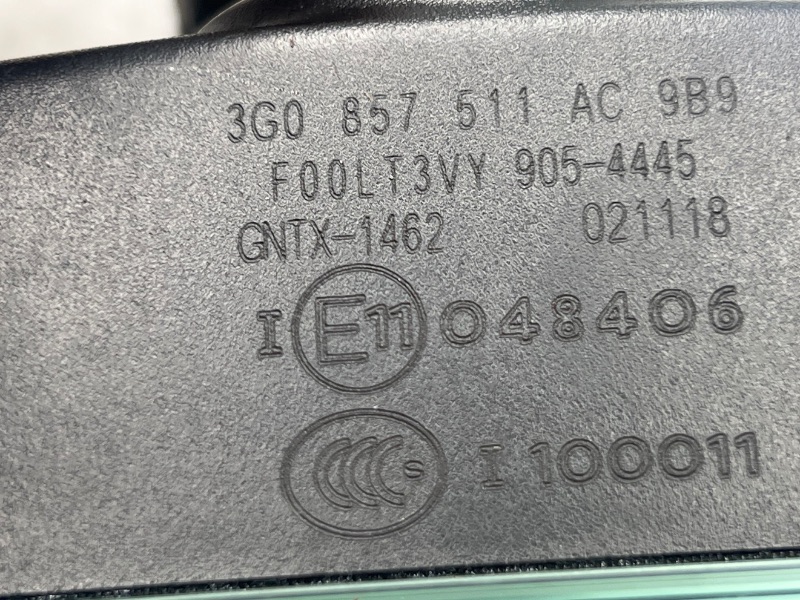 3G0 857 511 AC 9B9
F00LT3VY 905-4445
GNTX-1462 021118
I E11 048406
CCC S I 100011